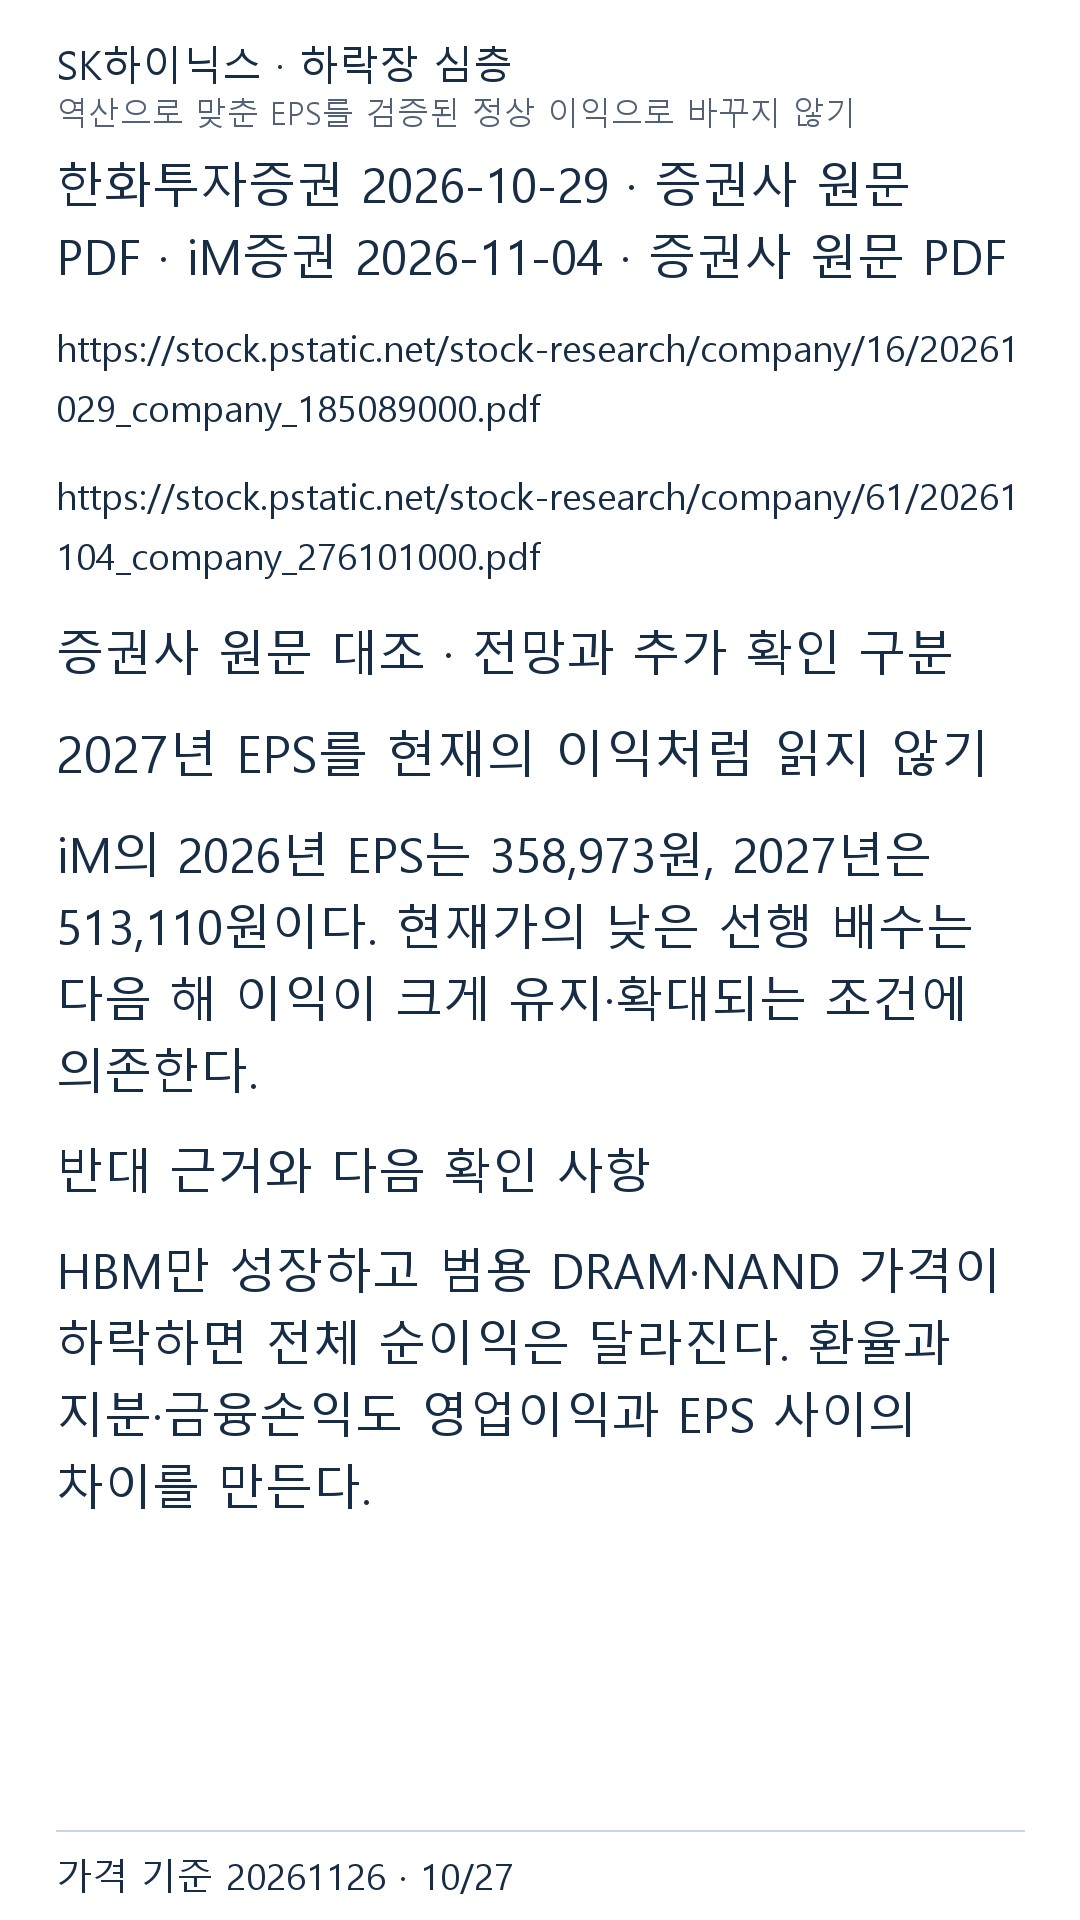 SK하이닉스 · 하락장 심층
역산으로 맞춘 EPS를 검증된 정상 이익으로 바꾸지 않기
한화투자증권 2026-10-29 · 증권사 원문
PDF · iM증권 2026-11-04 · 증권사 원문 PDF
https://stock.pstatic.net/stock-research/company/16/20261
029_company_185089000.pdf
https://stock.pstatic.net/stock-research/company/61/20261
104_company_276101000.pdf
증권사 원문 대조 · 전망과 추가 확인 구분
2027년 EPS를 현재의 이익처럼 읽지 않기
iM의 2026년 EPS는 358,973원, 2027년은
513,110원이다. 현재가의 낮은 선행 배수는
다음 해 이익이 크게 유지·확대되는 조건에
의존한다.
반대 근거와 다음 확인 사항
HBM만 성장하고 범용 DRAM·NAND 가격이
하락하면 전체 순이익은 달라진다. 환율과
지분·금융손익도 영업이익과 EPS 사이의
차이를 만든다.
가격 기준 20261126 · 10/27